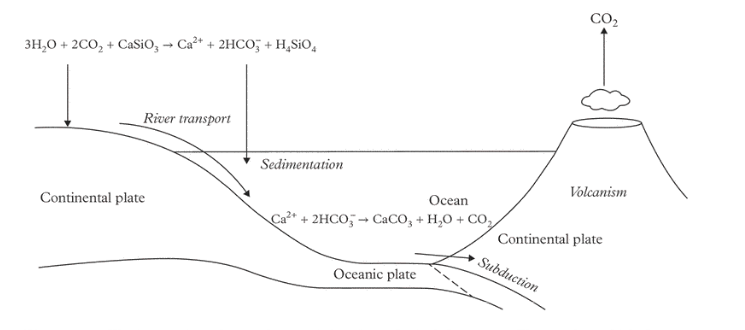 CO₂
3H₂O + 2CO₂ + CaSiO₃ → Ca²⁺ + 2HCO₃⁻ + H₄SiO₄
River transport
Sedimentation
Continental plate
Volcanism
Ocean
Ca²⁺ + 2HCO₃⁻ → CaCO₃ + H₂O + CO₂
Continental plate
Subduction
Oceanic plate